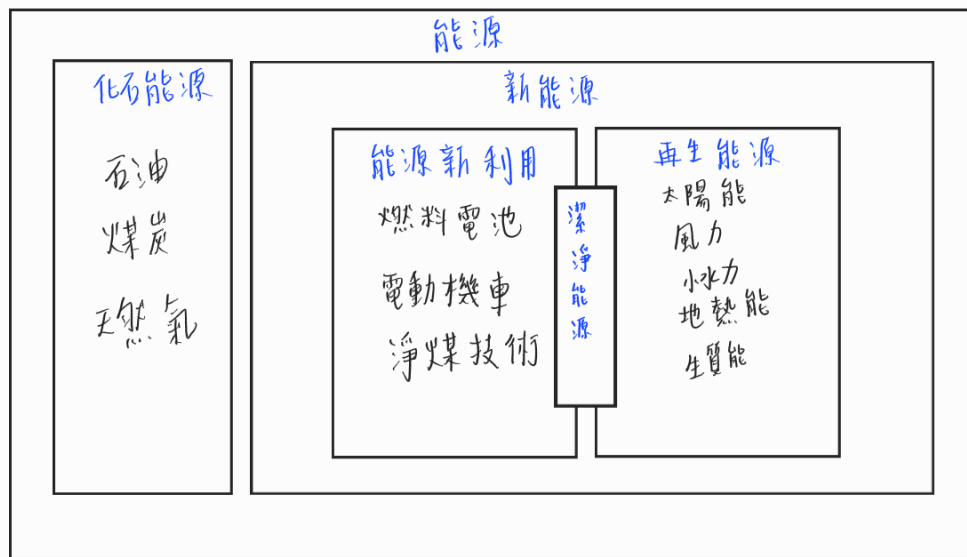 能源
化石能源
石油
煤炭
天然氣
新能源
能源新利用
燃料電池
電動機車
淨煤技術
潔淨能源
再生能源
太陽能
風力
小水力
地熱能
生質能